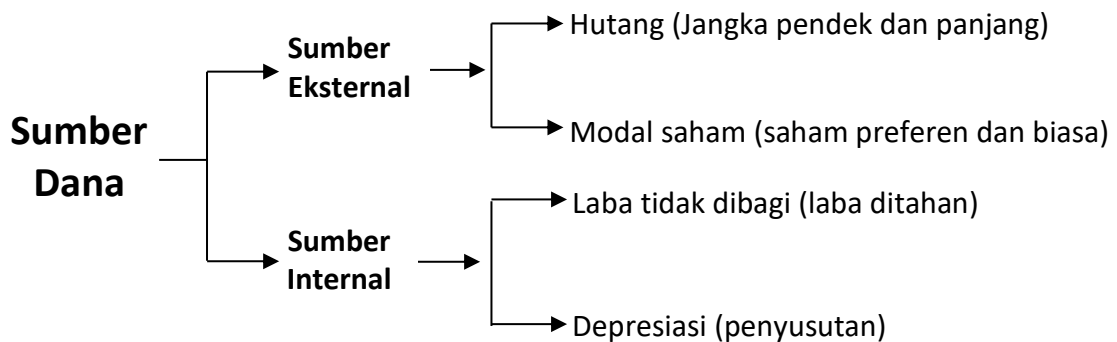 Sumber
Dana
Sumber
Eksternal
Hutang (Jangka pendek dan panjang)
Modal saham (saham preferen dan biasa)
Sumber
Internal
Laba tidak dibagi (laba ditahan)
Depresiasi (penyusutan)